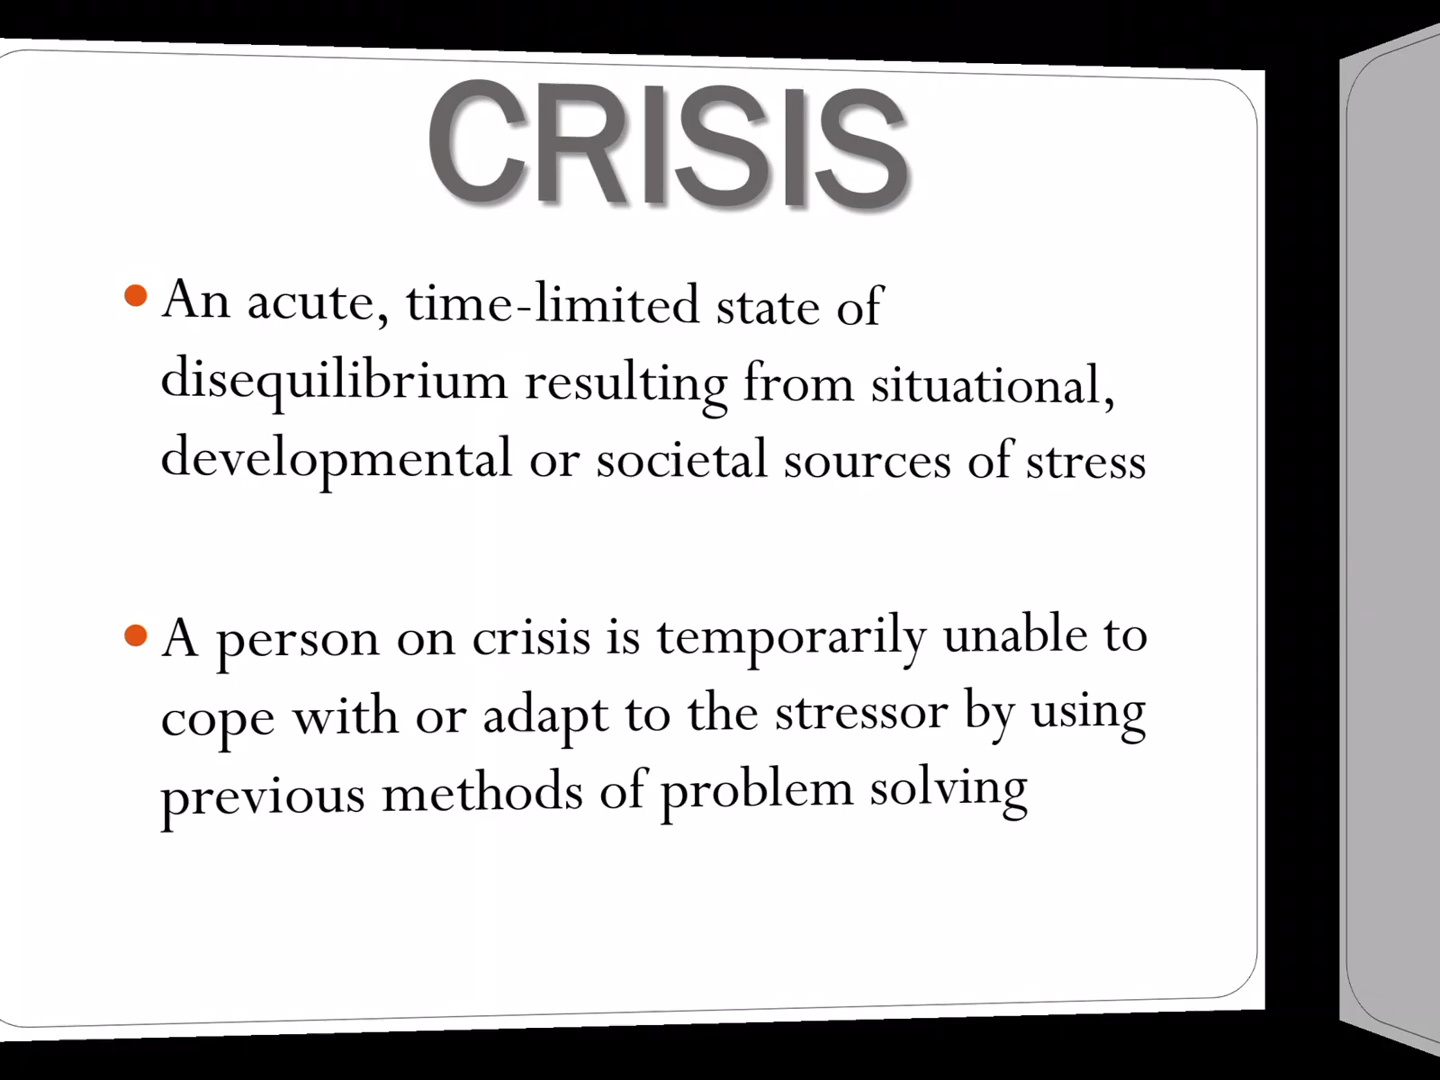 CRISIS
An acute, time-limited state of
disequilibrium resulting from situational,
developmental or societal sources of stress
A person on crisis is temporarily unable to
cope with or adapt to the stressor by using
previous methods of problem solving